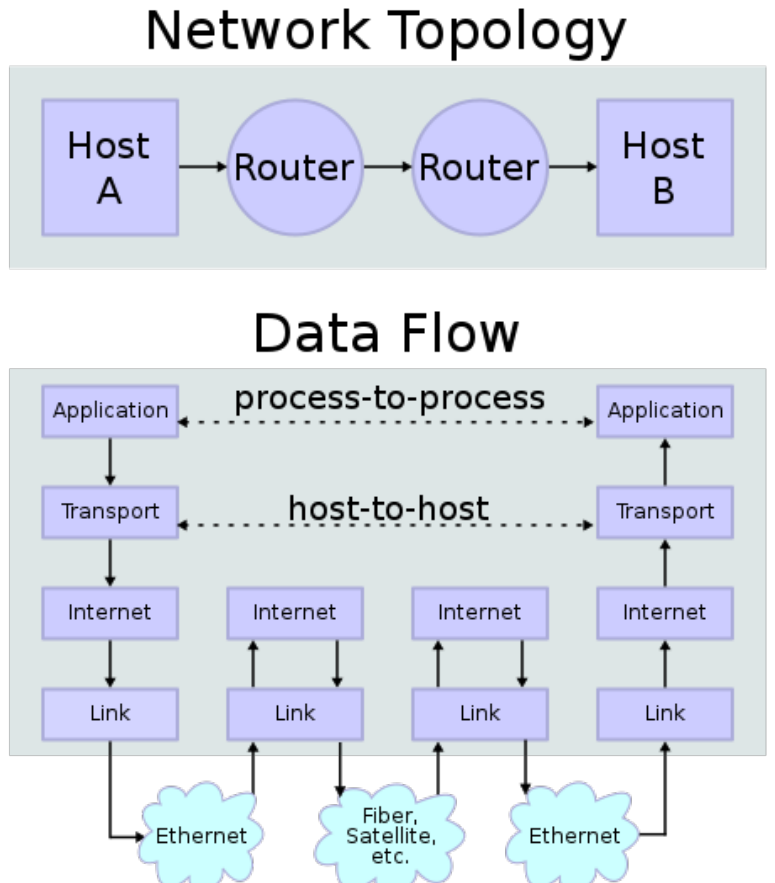 Network Topology
Host
A
Router
Router
Host
B
Data Flow
Application
process-to-process
Application
Transport
host-to-host
Transport
Internet
Internet
Internet
Internet
Link
Link
Link
Link
Ethernet
Fiber,
Satellite,
etc.
Ethernet